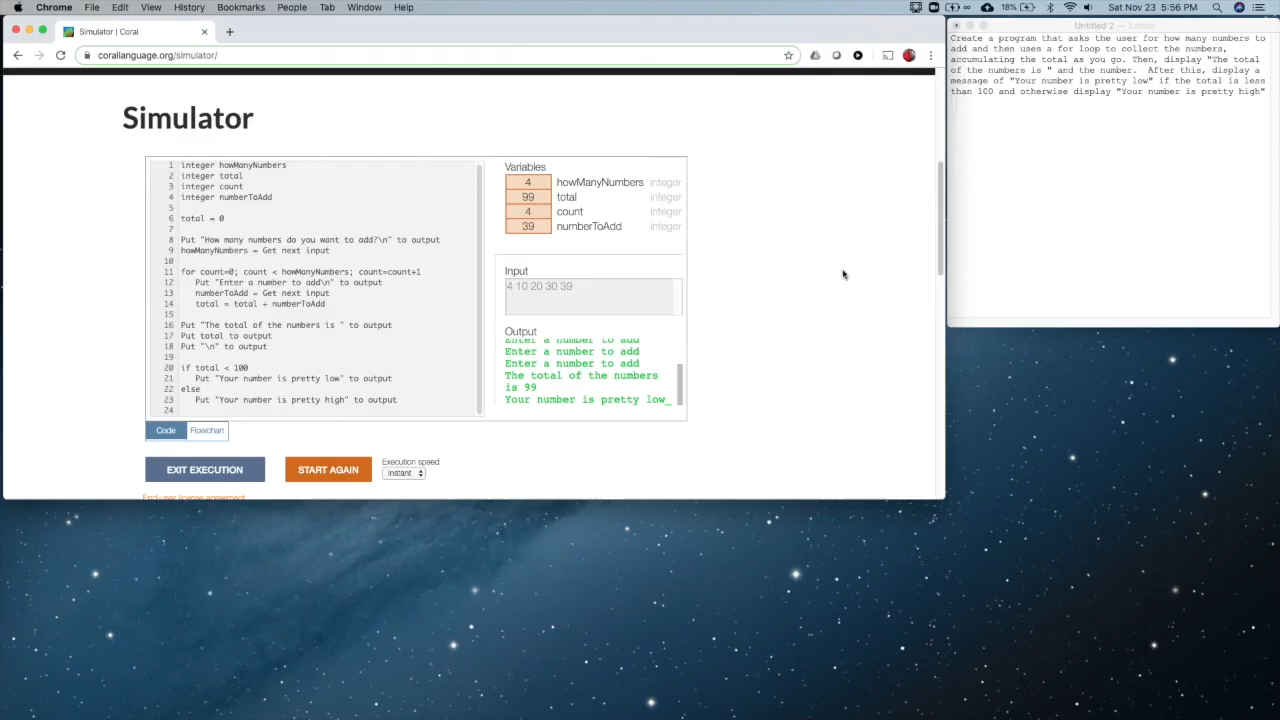 Chrome File Edit View History Bookmarks People Tab Window Help
18% Sat Nov 23 5:56 PM
Simulator | Coral
corallanguage.org/simulator/
Simulator
1 integer howManyNumbers
2 integer total
3 integer count
4 integer numberToAdd
5
6 total = 0
7
8 Put "How many numbers do you want to add?\n" to output
9 howManyNumbers = Get next input
10
11 for count=0; count < howManyNumbers; count=count+1
12 Put "Enter a number to add\n" to output
13 numberToAdd = Get next input
14 total = total + numberToAdd
15
16 Put "The total of the numbers is " to output
17 Put total to output
18 Put "\n" to output
19
20 if total < 100
21 Put "Your number is pretty low" to output
22 else
23 Put "Your number is pretty high" to output
24
Code Flowchart
Variables
4 howManyNumbers integer
99 total integer
4 count integer
39 numberToAdd integer
Input
4 10 20 30 39
Output
Enter a number to add
Enter a number to add
Enter a number to add
The total of the numbers
is 99
Your number is pretty low_
EXIT EXECUTION START AGAIN
Execution speed
instant
End-user license agreement
Untitled 2 — Edited
Create a program that asks the user for how many numbers to
add and then uses a for loop to collect the numbers,
accumulating the total as you go. Then, display "The total
of the numbers is " and the number. After this, display a
message of "Your number is pretty low" if the total is less
than 100 and otherwise display "Your number is pretty high"